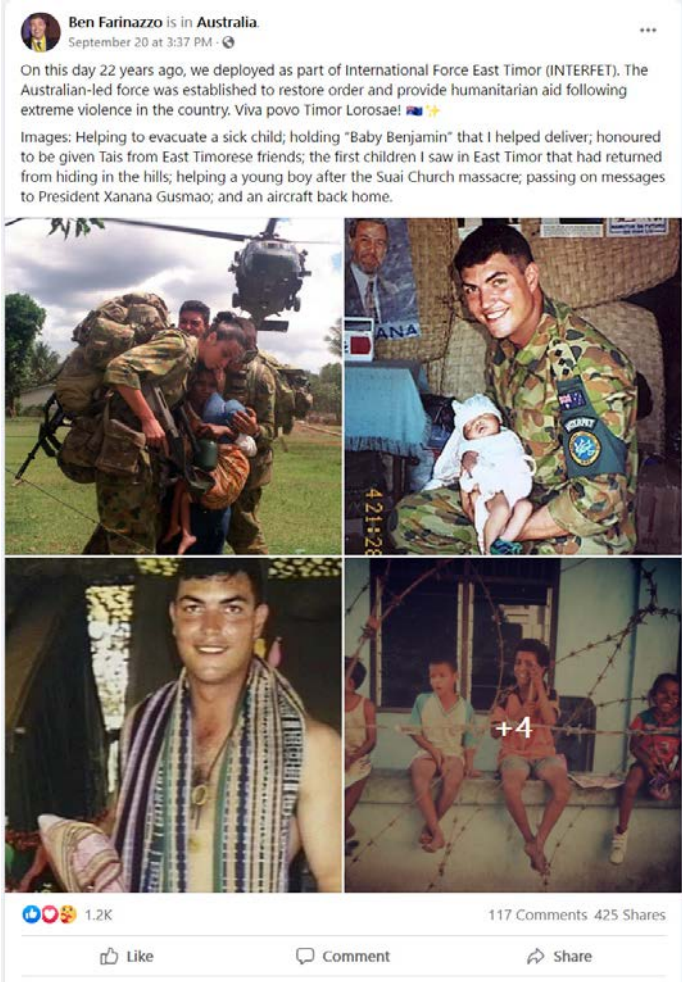 Ben Farinazzo is in Australia.
September 20 at 3:37 PM ·
On this day 22 years ago, we deployed as part of International Force East Timor (INTERFET). The
Australian-led force was established to restore order and provide humanitarian aid following
extreme violence in the country. Viva povo Timor Lorosae! 🇦🇺✨
Images: Helping to evacuate a sick child; holding "Baby Benjamin" that I helped deliver; honoured
to be given Tais from East Timorese friends; the first children I saw in East Timor that had returned
from hiding in the hills; helping a young boy after the Suai Church massacre; passing on messages
to President Xanana Gusmao; and an aircraft back home.
ANA
INTERFET
+4
1.2K
117 Comments 425 Shares
Like
Comment
Share